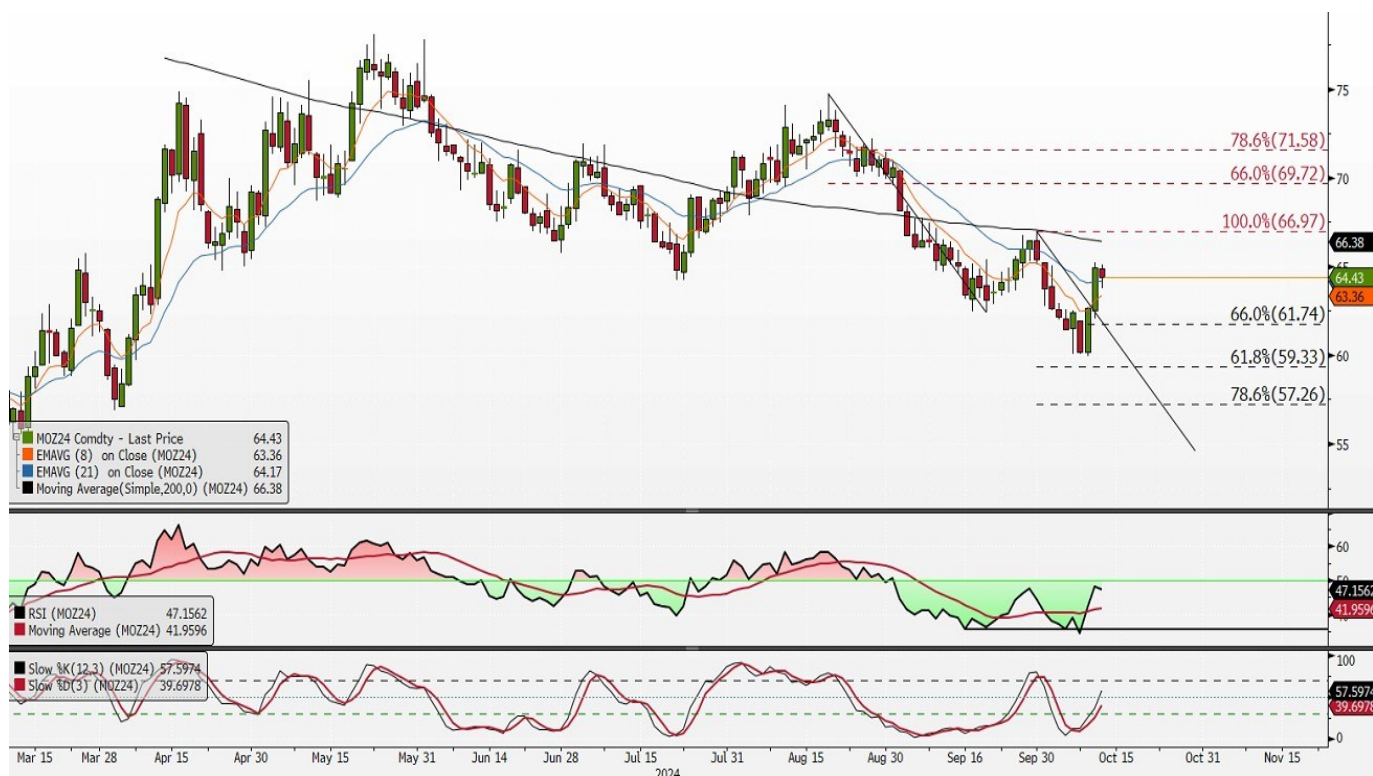 75
78.6%(71.58)
70
66.0%(69.72)
100.0%(66.97)
66.38
65
64.43
63.36
66.0%(61.74)
60
61.8%(59.33)
78.6%(57.26)
55
MOZ24 Comdty - Last Price 64.43
EMAVG (8) on Close (MOZ24) 63.36
EMAVG (21) on Close (MOZ24) 64.17
Moving Average(Simple,200,0) (MOZ24) 66.38
60
47.1562
41.9596
RSI (MOZ24) 47.1562
Moving Average (MOZ24) 41.9596
100
Slow %K(12,3) (MOZ24) 57.5974
Slow %D(3) (MOZ24) 39.6978
57.5974
39.6978
0
Mar 15 Mar 28 Apr 15 Apr 30 May 15 May 31 Jun 14 Jun 28 Jul 15 Jul 31 Aug 15 Aug 30 Sep 16 Sep 30 Oct 15 Oct 31 Nov 15
2024